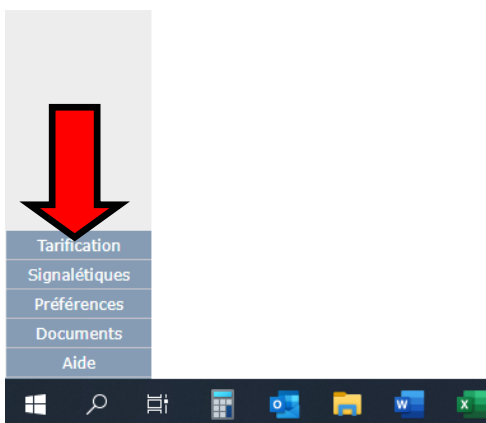 Tarification
Signalétiques
Préférences
Documents
Aide